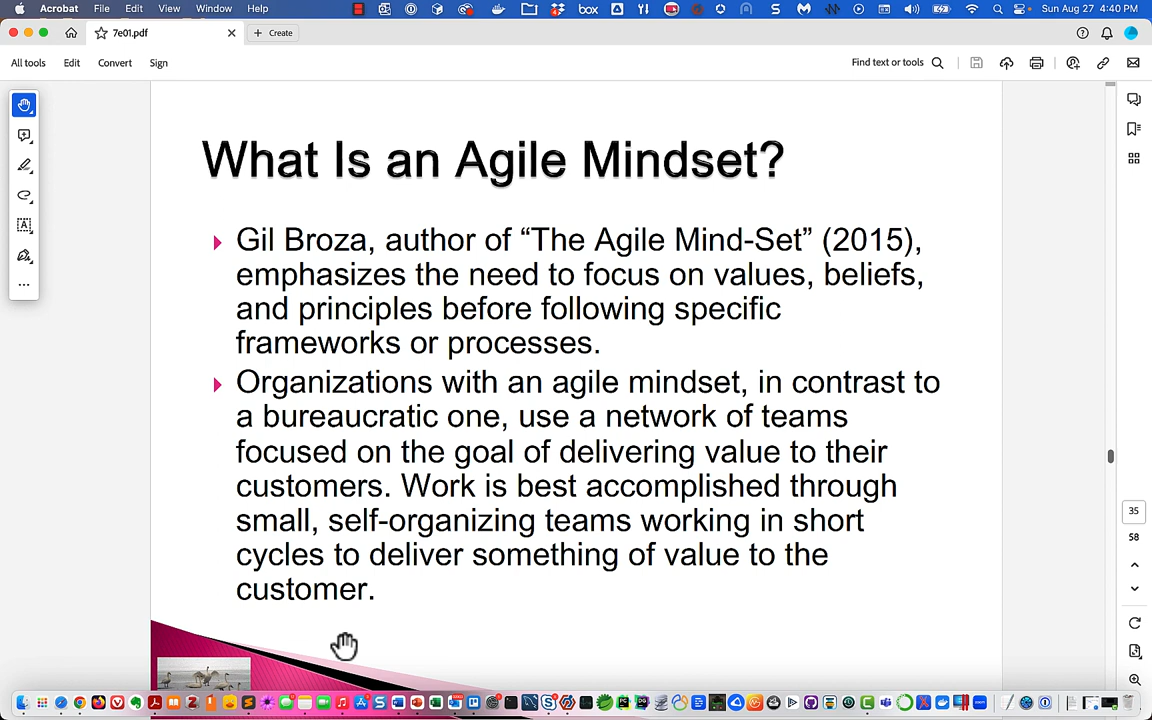 Acrobat File Edit View Window Help box Sun Aug 27 4:40 PM
7e01.pdf + Create
All tools Edit Convert Sign Find text or tools
What Is an Agile Mindset?
Gil Broza, author of “The Agile Mind-Set” (2015),
emphasizes the need to focus on values, beliefs,
and principles before following specific
frameworks or processes.
Organizations with an agile mindset, in contrast to
a bureaucratic one, use a network of teams
focused on the goal of delivering value to their
customers. Work is best accomplished through
small, self-organizing teams working in short
cycles to deliver something of value to the
customer.
35
58